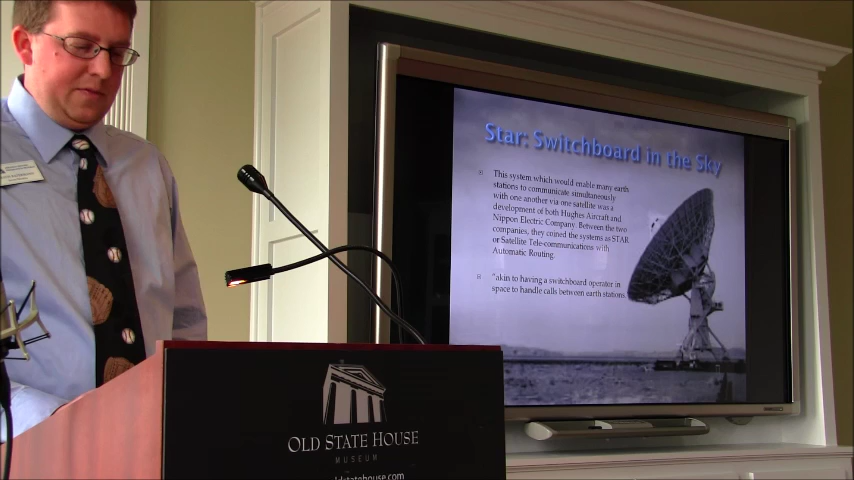 Star: Switchboard in the Sky
This system which would enable many earth
stations to communicate simultaneously
with one another via one satellite was a
development of both Hughes Aircraft and
Nippon Electric Company. Between the two
companies, they coined the systems as STAR
or Satellite Tele-communications with
Automatic Routing.
"akin to having a switchboard operator in
space to handle calls between earth stations
OLD STATE HOUSE
MUSEUM
ldstatehouse.com